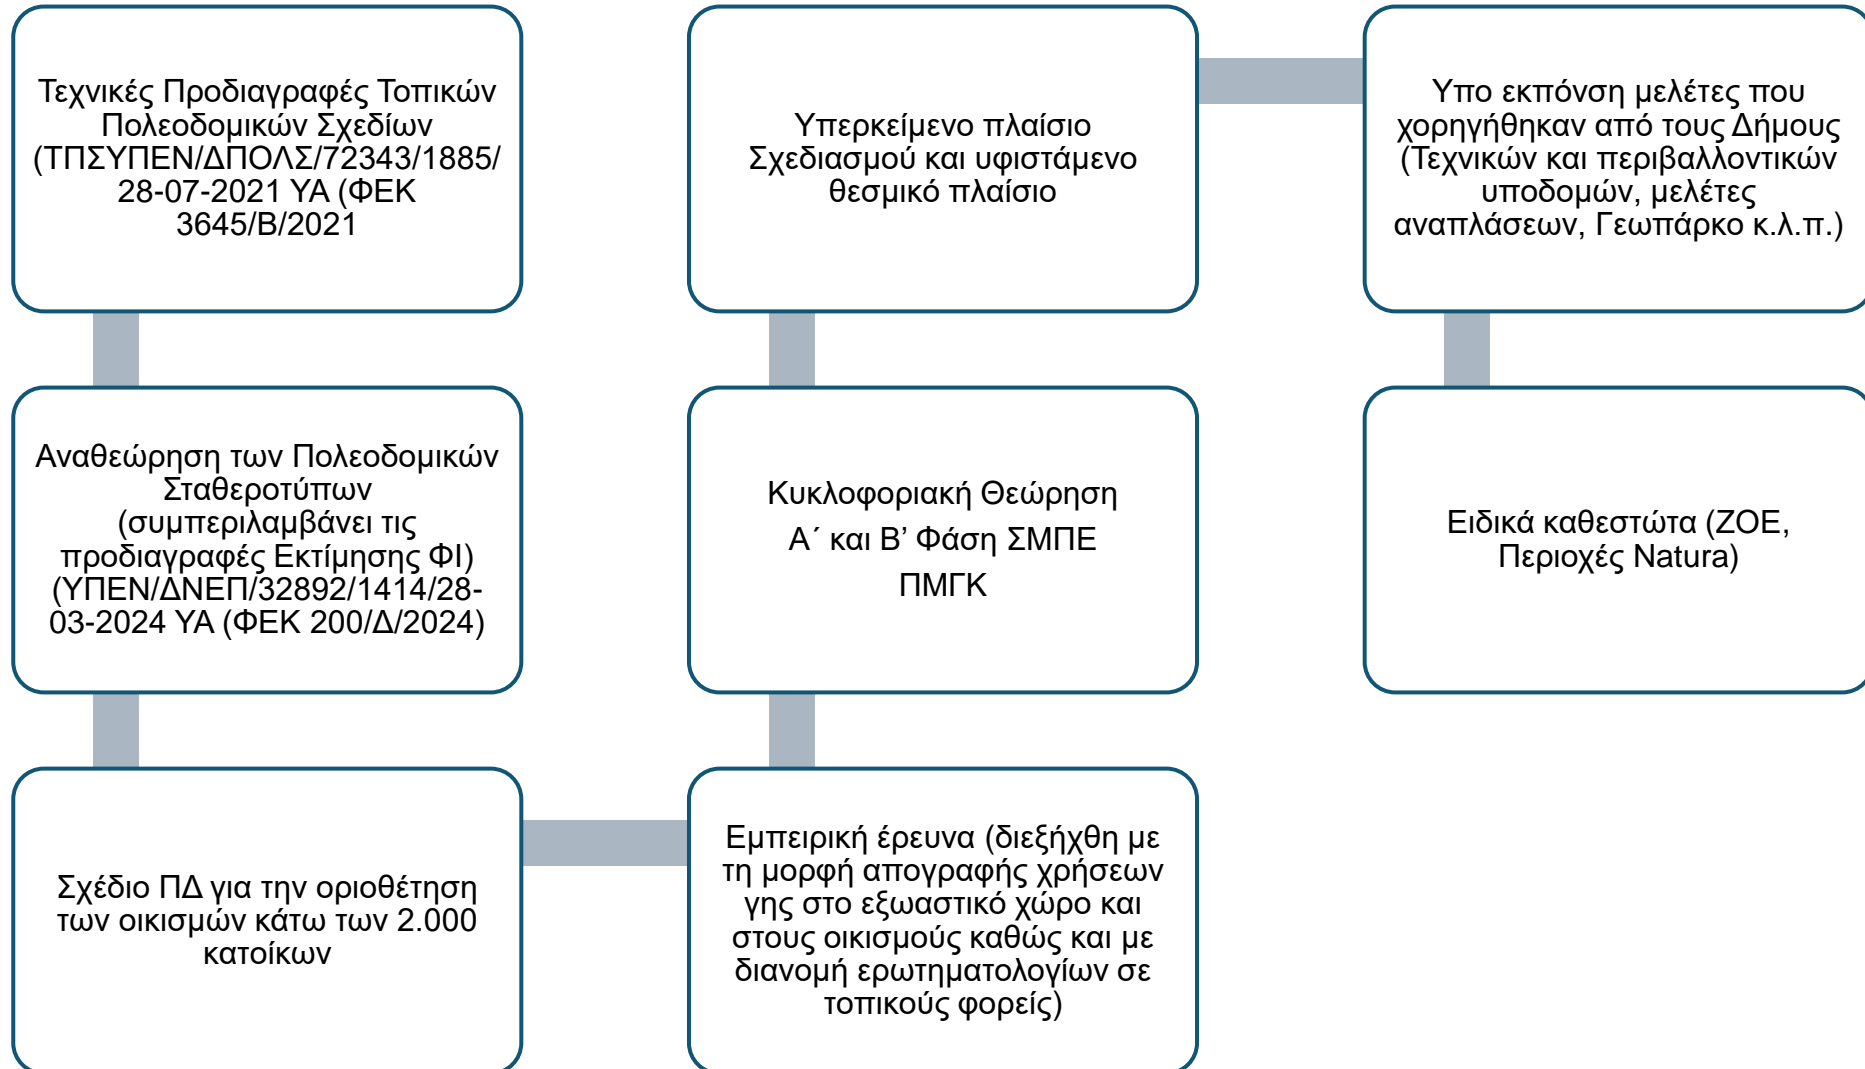 Τεχνικές Προδιαγραφές Τοπικών
Πολεοδομικών Σχεδίων
(ΤΠΣΥΠΕΝ/ΔΠΟΛΣ/72343/1885/
28-07-2021 ΥΑ (ΦΕΚ
3645/Β/2021
Αναθεώρηση των Πολεοδομικών
Σταθεροτύπων
(συμπεριλαμβάνει τις
προδιαγραφές Εκτίμησης ΦΙ)
(ΥΠΕΝ/ΔΝΕΠ/32892/1414/28-
03-2024 ΥΑ (ΦΕΚ 200/Δ/2024)
Σχέδιο ΠΔ για την οριοθέτηση
των οικισμών κάτω των 2.000
κατοίκων
Εμπειρική έρευνα (διεξήχθη με
τη μορφή απογραφής χρήσεων
γης στο εξωαστικό χώρο και
στους οικισμούς καθώς και με
διανομή ερωτηματολογίων σε
τοπικούς φορείς)
Κυκλοφοριακή Θεώρηση
Α΄ και Β’ Φάση ΣΜΠΕ
ΠΜΓΚ
Υπερκείμενο πλαίσιο
Σχεδιασμού και υφιστάμενο
θεσμικό πλαίσιο
Υπο εκπόνση μελέτες που
χορηγήθηκαν από τους Δήμους
(Τεχνικών και περιβαλλοντικών
υποδομών, μελέτες
αναπλάσεων, Γεωπάρκο κ.λ.π.)
Ειδικά καθεστώτα (ΖΟΕ,
Περιοχές Natura)